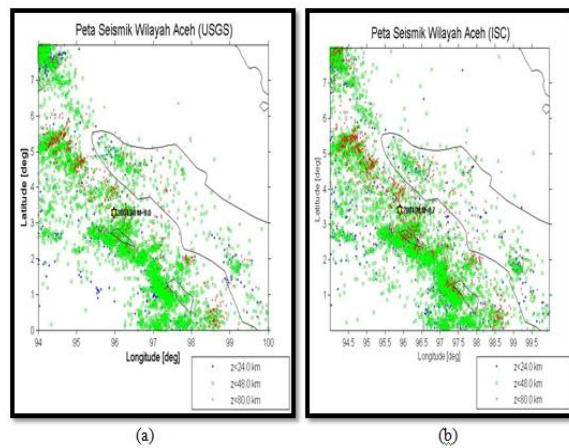 Peta Seismik Wilayah Aceh (USGS)
Latitude [deg]
7
6
5
4
3
2
1
0
94 95 96 97 98 99 100
Longitude [deg]
z<24.0 km
z<48.0 km
z<80.0 km
(a)
Peta Seismik Wilayah Aceh (ISC)
Latitude [deg]
7
6
5
4
3
2
1
0
94.5 95 95.5 96 96.5 97 97.5 98 98.5 99 99.5
Longitude [deg]
z<24.0 km
z<48.0 km
z<80.0 km
(b)